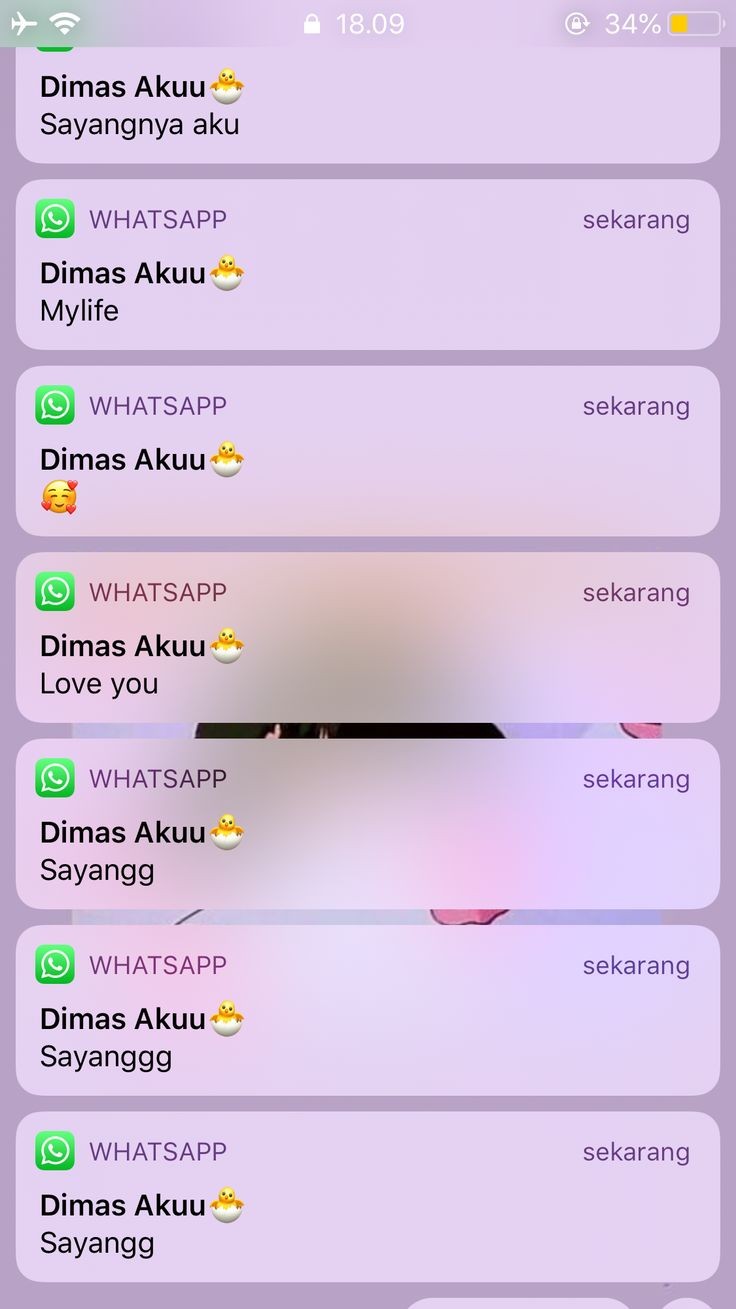 18.09
34%
Dimas Akuu🐣
Sayangnya aku
WHATSAPP sekarang
Dimas Akuu🐣
Mylife
WHATSAPP sekarang
Dimas Akuu🐣
🥰
WHATSAPP sekarang
Dimas Akuu🐣
Love you
WHATSAPP sekarang
Dimas Akuu🐣
Sayangg
WHATSAPP sekarang
Dimas Akuu🐣
Sayanggg
WHATSAPP sekarang
Dimas Akuu🐣
Sayangg